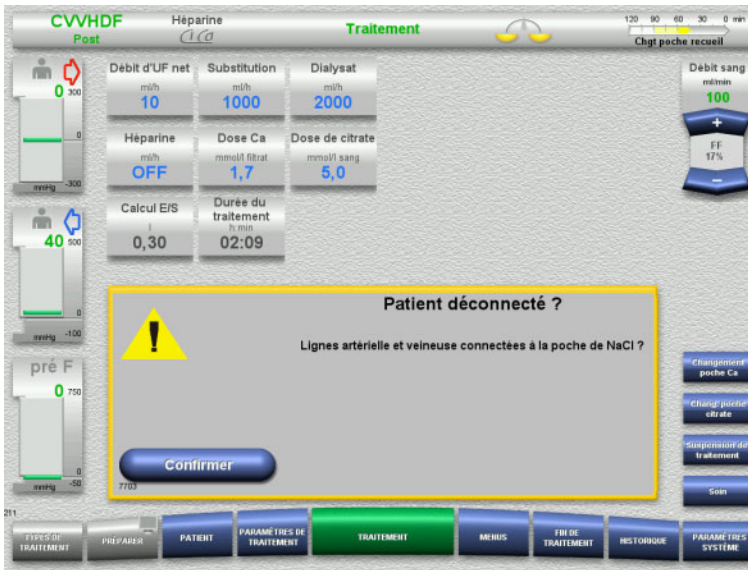 CVVHDF
Post
Héparine
Ci Ca
Traitement
120 90 60 30 0 min
Chgt poche recueil
0
300
0
mmHg -300
40
500
0
mmHg -100
pré F
0
750
0
mmHg -50
Débit d'UF net
ml/h
10
Substitution
ml/h
1000
Dialysat
ml/h
2000
Héparine
ml/h
OFF
Dose Ca
mmol/l filtrat
1,7
Dose de citrate
mmol/l sang
5,0
Calcul E/S
l
0,30
Durée du
traitement
h:min
02:09
Débit sang
ml/min
100
+
FF
17%
−
Patient déconnecté ?
!
Lignes artérielle et veineuse connectées à la poche de NaCl ?
Confirmer
7703
Changement
poche Ca
Chang. poche
citrate
Suspension de
traitement
Soin
211
TYPES DE
TRAITEMENT
PRÉPARER
PATIENT
PARAMÈTRES DE
TRAITEMENT
TRAITEMENT
MENUS
FIN DE
TRAITEMENT
HISTORIQUE
PARAMÈTRES
SYSTÈME